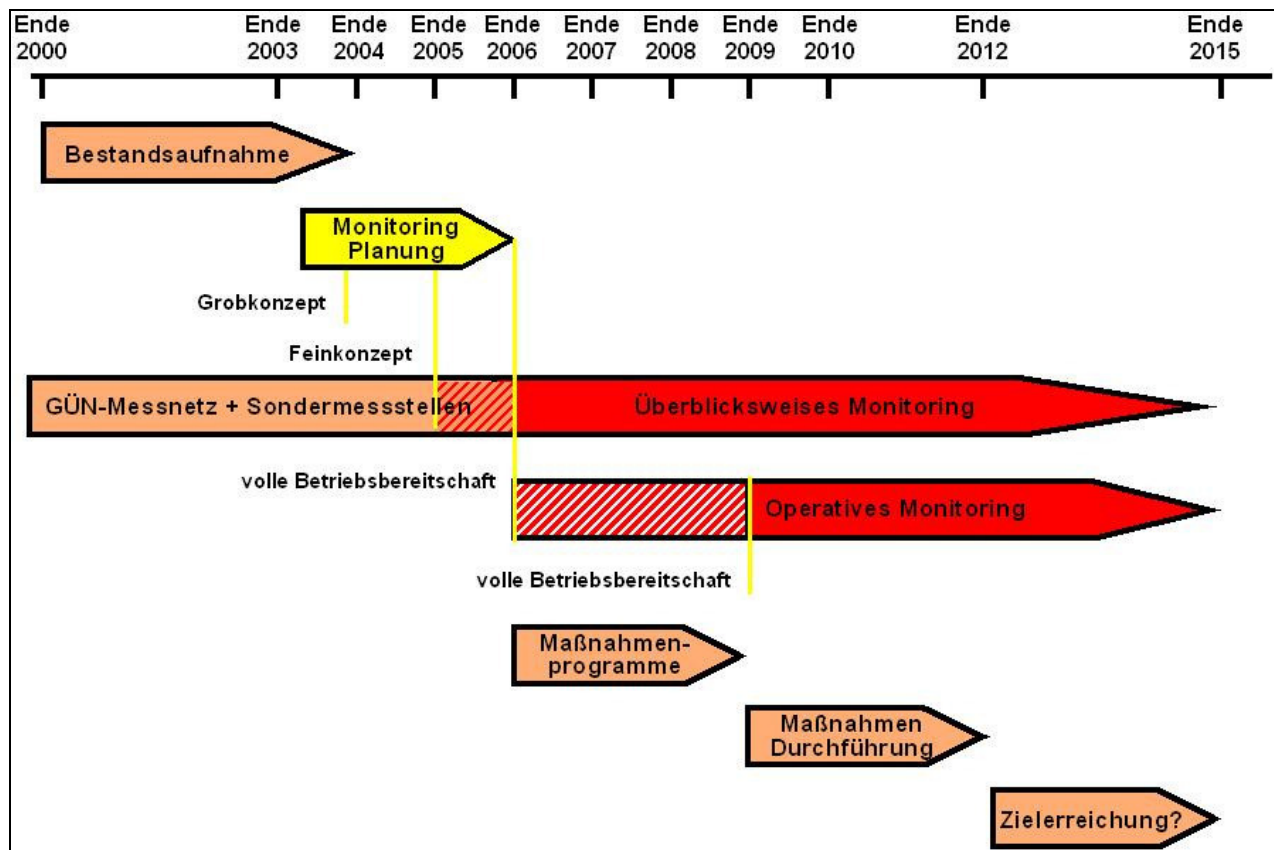 Ende Ende Ende Ende Ende Ende Ende Ende Ende Ende Ende
2000 2003 2004 2005 2006 2007 2008 2009 2010 2012 2015
Bestandsaufnahme
Monitoring
Planung
Grobkonzept
Feinkonzept
GÜN-Messnetz + Sondermessstellen
Überblicksweises Monitoring
volle Betriebsbereitschaft
Operatives Monitoring
volle Betriebsbereitschaft
Maßnahmen-
programme
Maßnahmen
Durchführung
Zielerreichung?